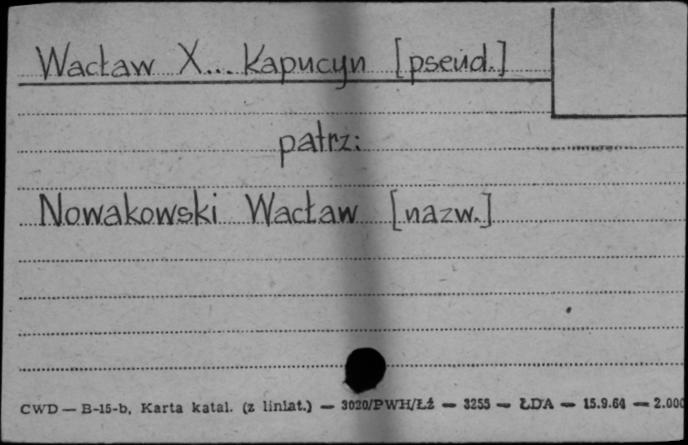 Wacław X... Kapucyn [pseud.]
patrz:
Nowakowski Wacław [nazw.]
CWD — B-15-b, Karta katal. (z liniat.) — 3020/PWH/Łź — 3255 — ŁDA — 15.9.64 — 2.000